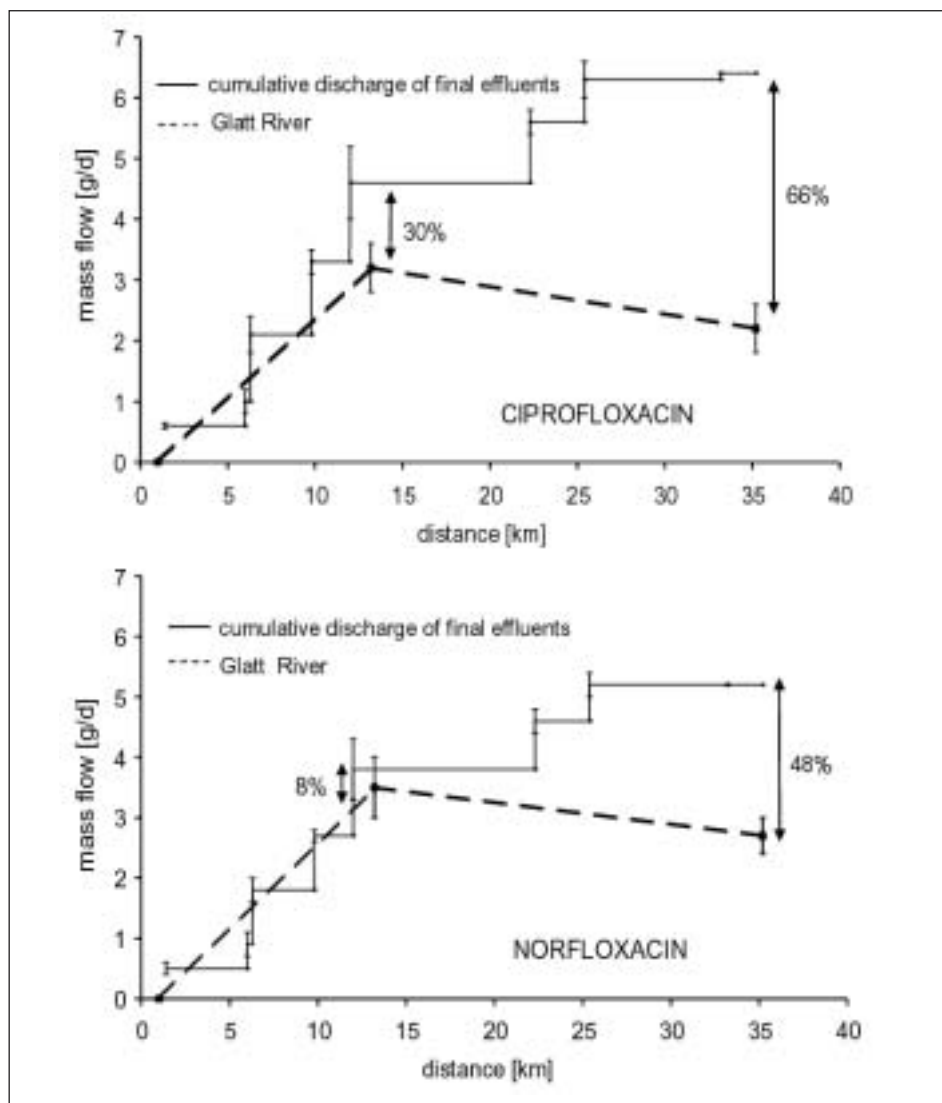 7
6
5
4
3
2
1
0
mass flow [g/d]
cumulative discharge of final effluents
Glatt River
30%
66%
CIPROFLOXACIN
0 5 10 15 20 25 30 35 40
distance [km]
7
6
5
4
3
2
1
0
mass flow [g/d]
cumulative discharge of final effluents
Glatt River
8%
48%
NORFLOXACIN
0 5 10 15 20 25 30 35 40
distance [km]